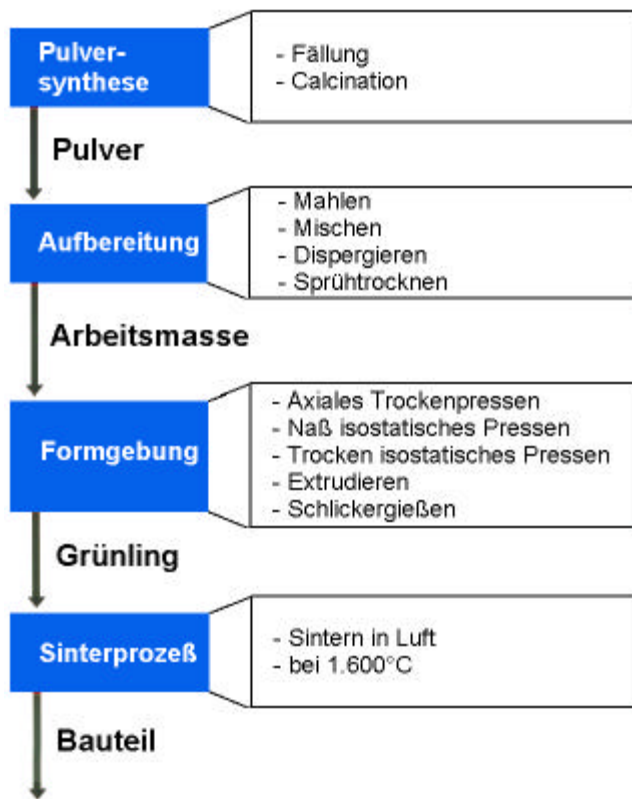 Pulver-
synthese
- Fällung
- Calcination
Pulver
Aufbereitung
- Mahlen
- Mischen
- Dispergieren
- Sprühtrocknen
Arbeitsmasse
Formgebung
- Axiales Trockenpressen
- Naß isostatisches Pressen
- Trocken isostatisches Pressen
- Extrudieren
- Schlickergießen
Grünling
Sinterprozeß
- Sintern in Luft
- bei 1.600°C
Bauteil